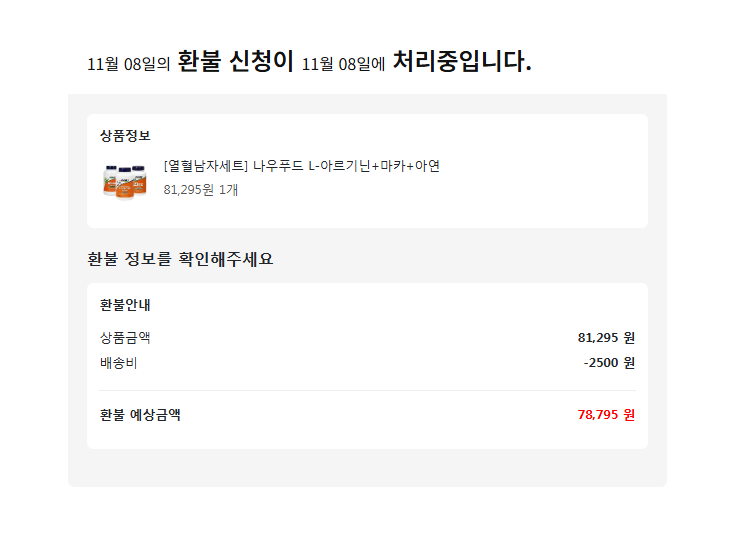 11월 08일의 환불 신청이 11월 08일에 처리중입니다.
상품정보
[열혈남자세트] 나우푸드 L-아르기닌+마카+아연
81,295원 1개
환불 정보를 확인해주세요
환불안내
상품금액 81,295 원
배송비 -2500 원
환불 예상금액 78,795 원